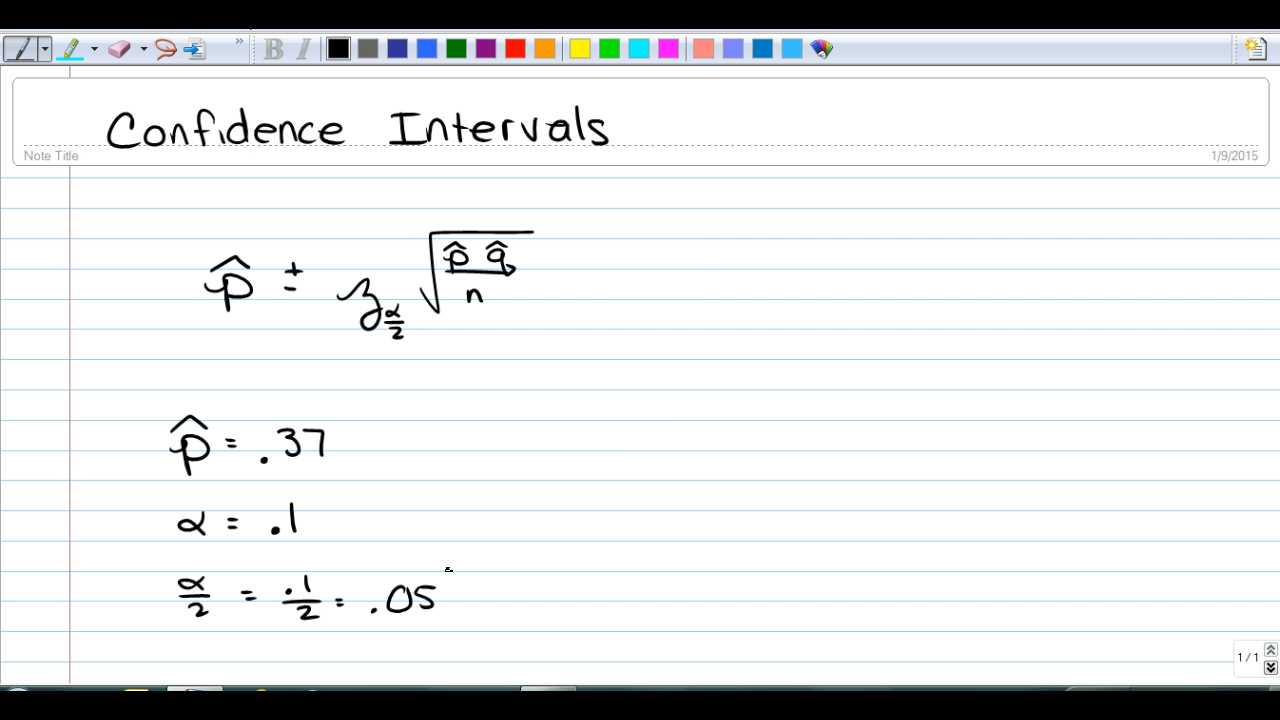 B I
Confidence Intervals
Note Title 1/9/2015
p̂ ± z_{α/2} √(p̂ q̂ / n)
p̂ = .37
α = .1
α/2 = .1/2 = .05
1 / 1